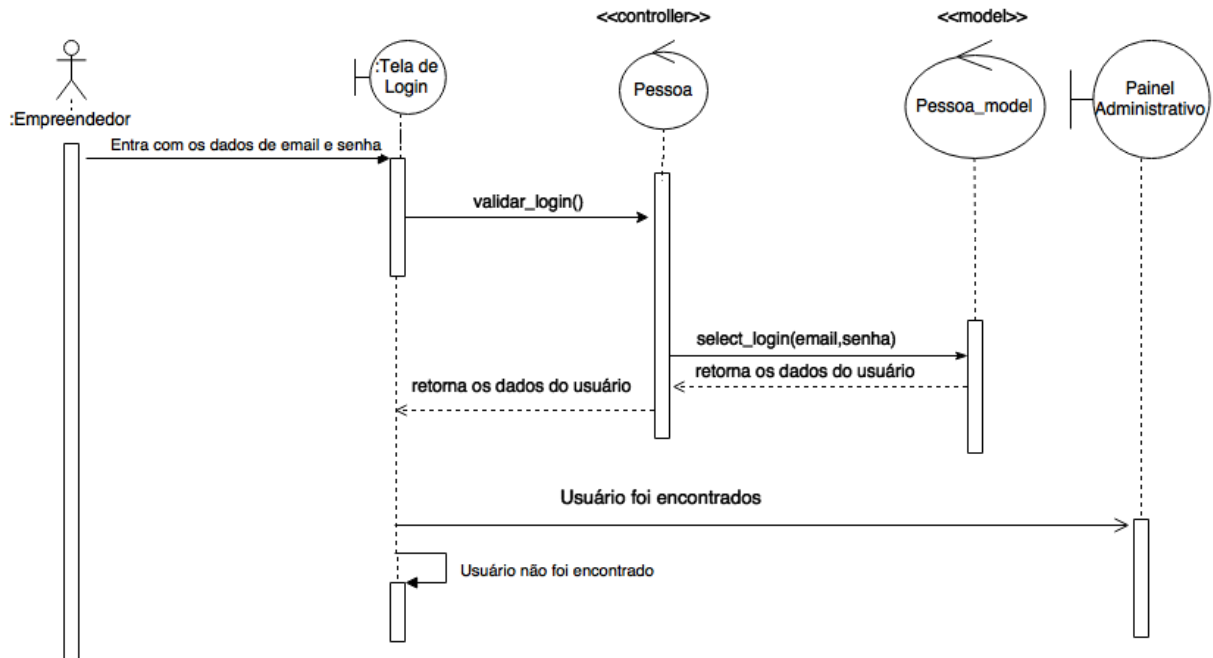 <<controller>>
<<model>>
:Tela de
Login
Pessoa
Pessoa_model
Painel
Administrativo
:Empreendedor
Entra com os dados de email e senha
validar_login()
select_login(email,senha)
retorna os dados do usuário
retorna os dados do usuário
Usuário foi encontrados
Usuário não foi encontrado